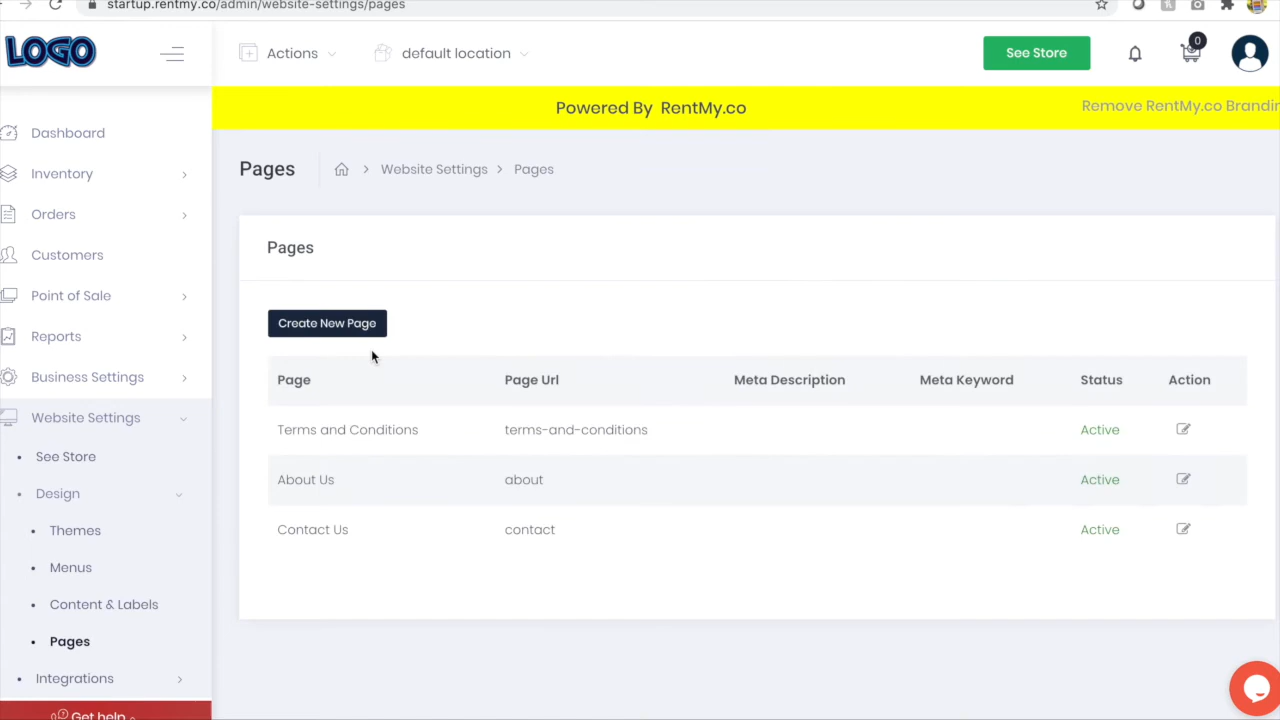 startup.rentmy.co/admin/website-settings/pages
LOGO
Actions
default location
See Store
0
Powered By RentMy.co
Remove RentMy.co
Dashboard
Inventory
Orders
Customers
Point of Sale
Reports
Business Settings
Website Settings
See Store
Design
Themes
Menus
Content & Labels
Pages
Integrations
Get help
Pages
Website Settings
Pages
Pages
Create New Page
Page Page Url Meta Description Meta Keyword Status Action
Terms and Conditions terms-and-conditions Active
About Us about Active
Contact Us contact Active